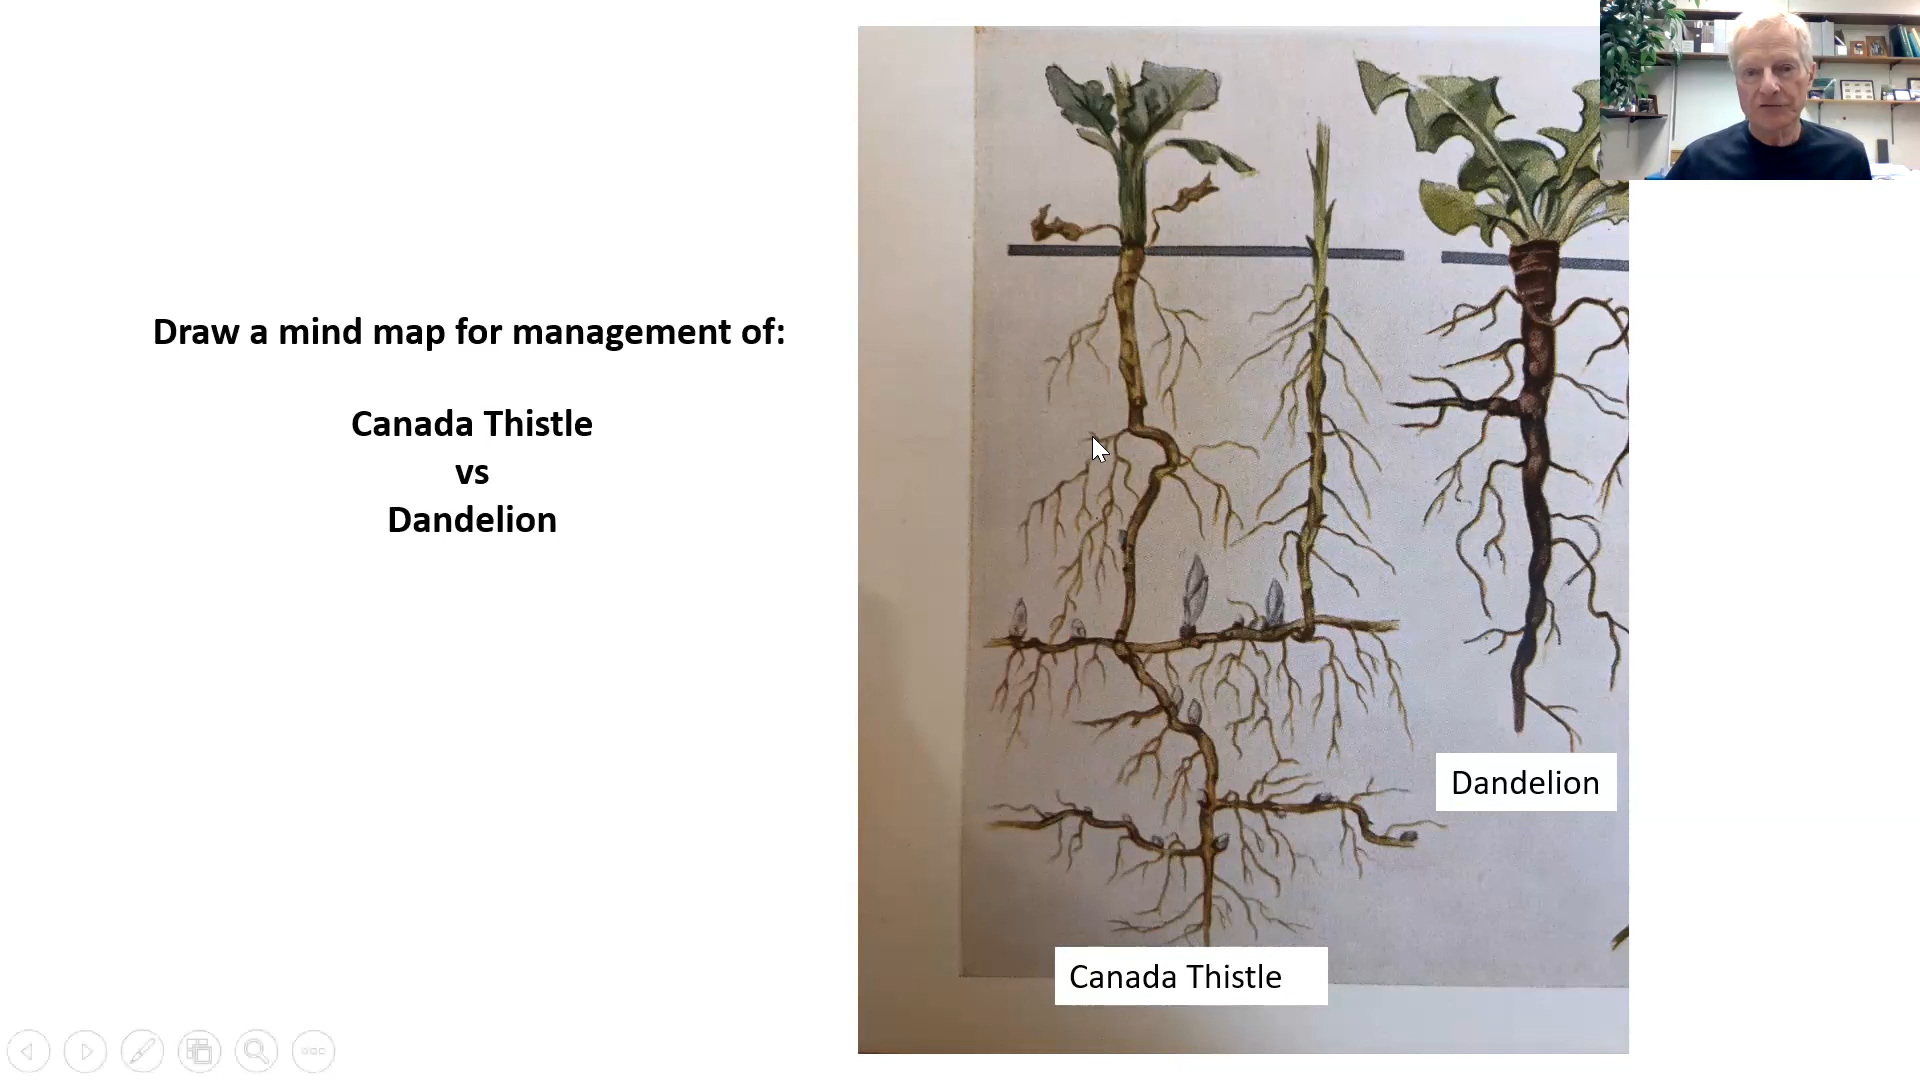 Draw a mind map for management of:
Canada Thistle
vs
Dandelion
Dandelion
Canada Thistle